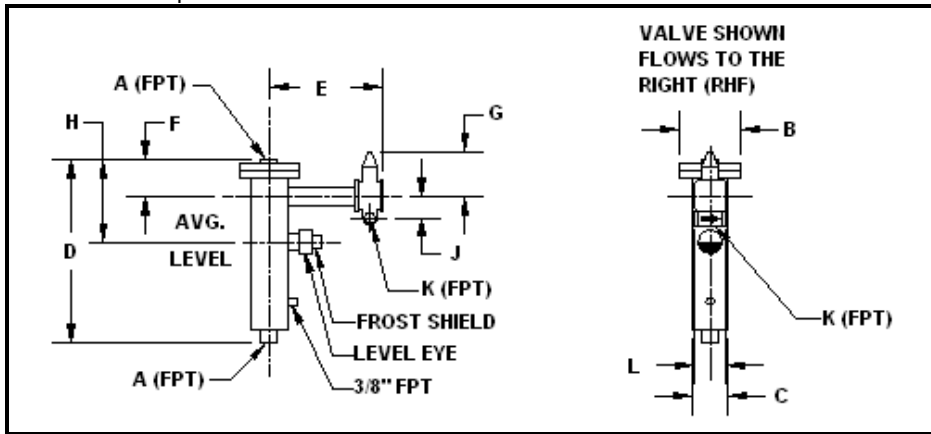 VALVE SHOWN
FLOWS TO THE
RIGHT (RHF)
A (FPT)
E
G
H
F
B
AVG.
LEVEL
D
J
K (FPT)
FROST SHIELD
LEVEL EYE
3/8" FPT
A (FPT)
K (FPT)
L
C